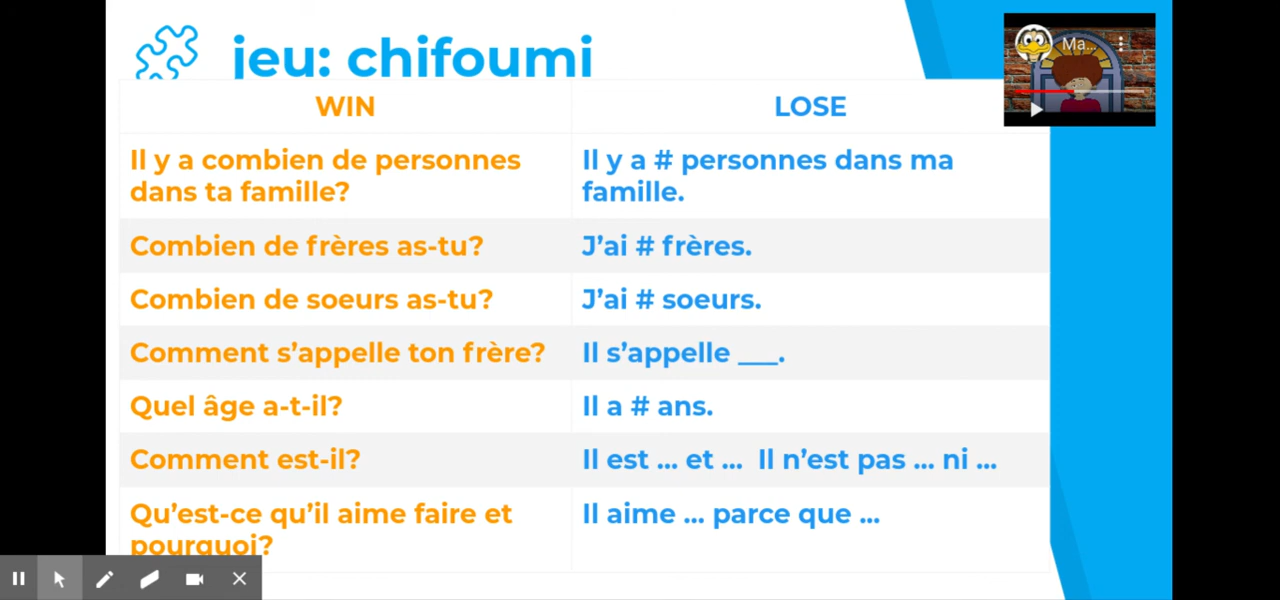 jeu: chifoumi
Ma...
WIN
LOSE
Il y a combien de personnes
dans ta famille?
Il y a # personnes dans ma
famille.
Combien de frères as-tu?
J’ai # frères.
Combien de soeurs as-tu?
J’ai # soeurs.
Comment s’appelle ton frère?
Il s’appelle ___.
Quel âge a-t-il?
Il a # ans.
Comment est-il?
Il est ... et ... Il n’est pas ... ni ...
Qu’est-ce qu’il aime faire et
pourquoi?
Il aime ... parce que ...